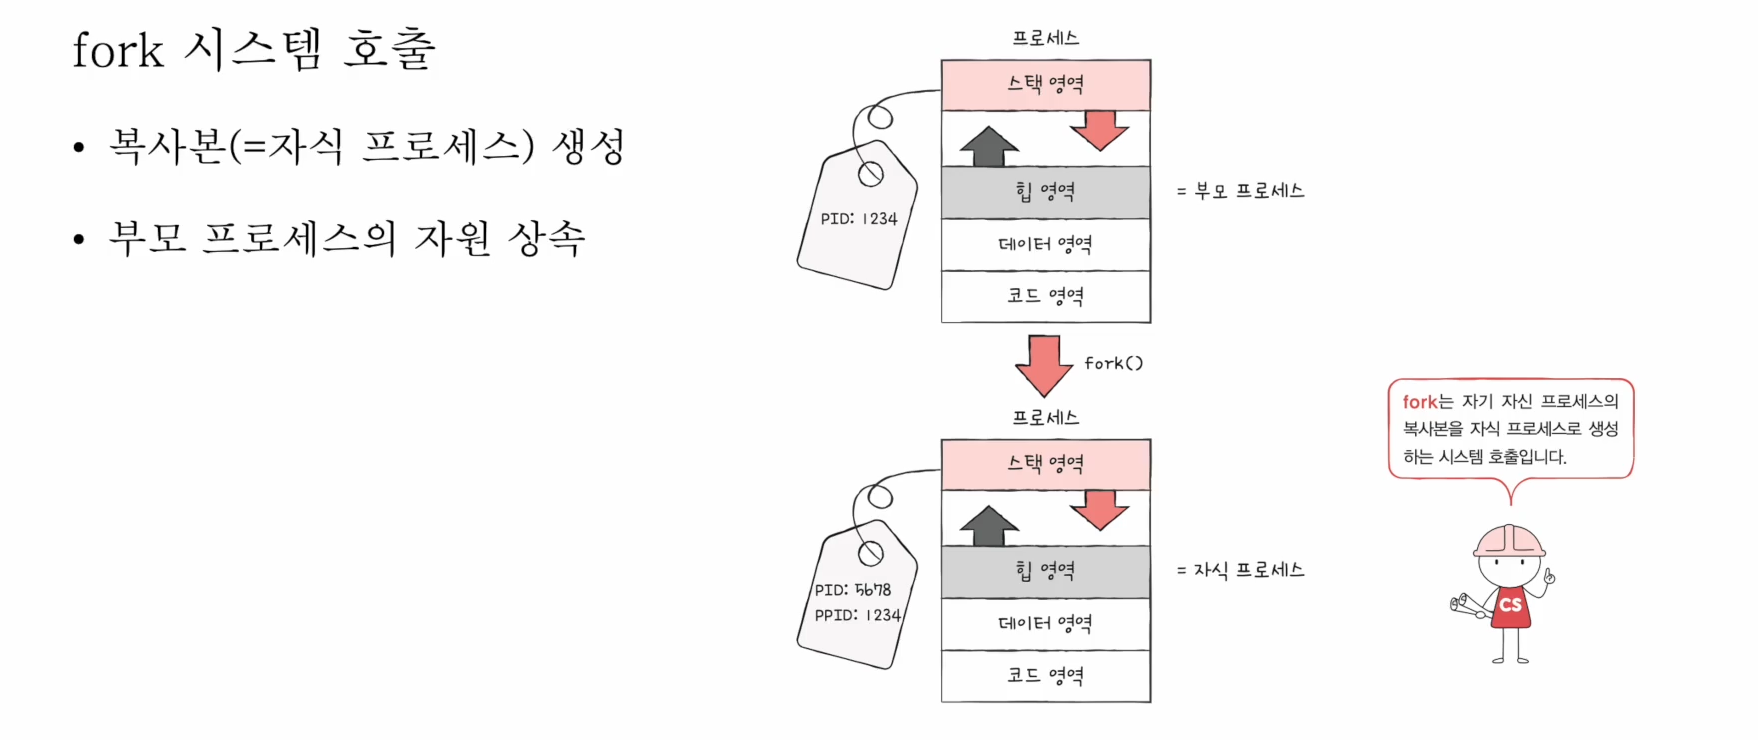 fork 시스템 호출
• 복사본(=자식 프로세스) 생성
• 부모 프로세스의 자원 상속
프로세스
스택 영역
힙 영역
데이터 영역
코드 영역
PID: 1234
= 부모 프로세스
fork()
프로세스
스택 영역
힙 영역
데이터 영역
코드 영역
PID: 5678
PPID: 1234
= 자식 프로세스
fork는 자기 자신 프로세스의
복사본을 자식 프로세스로 생성
하는 시스템 호출입니다.
CS